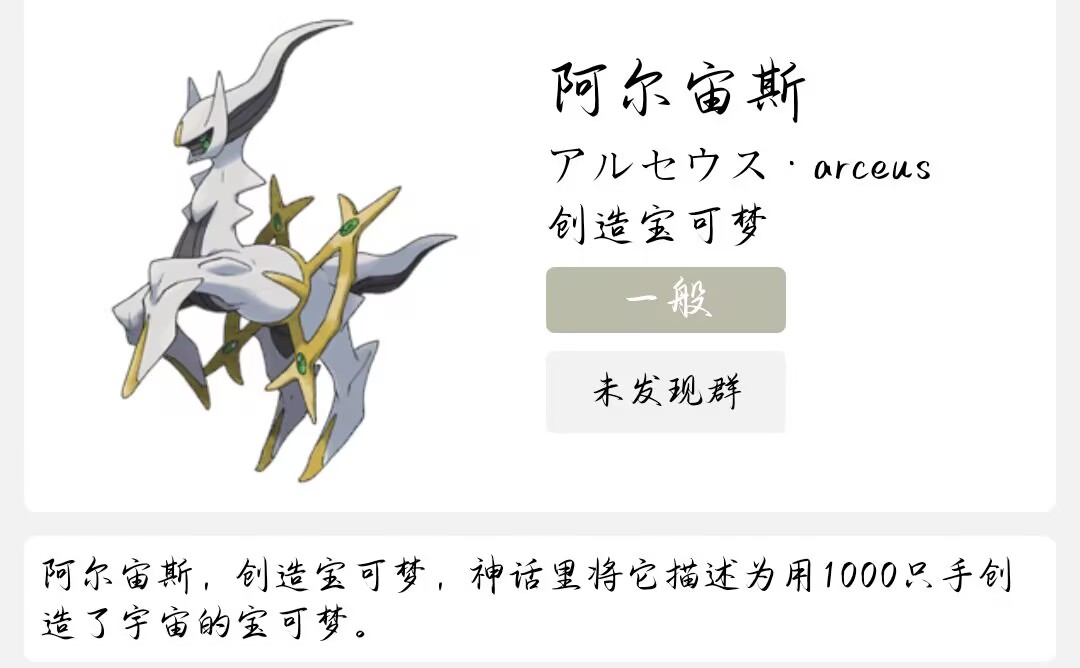 阿尔宙斯
アルセウス·arceus
创造宝可梦
一般
未发现群
阿尔宙斯，创造宝可梦，神话里将它描述为用1000只手创
造了宇宙的宝可梦。